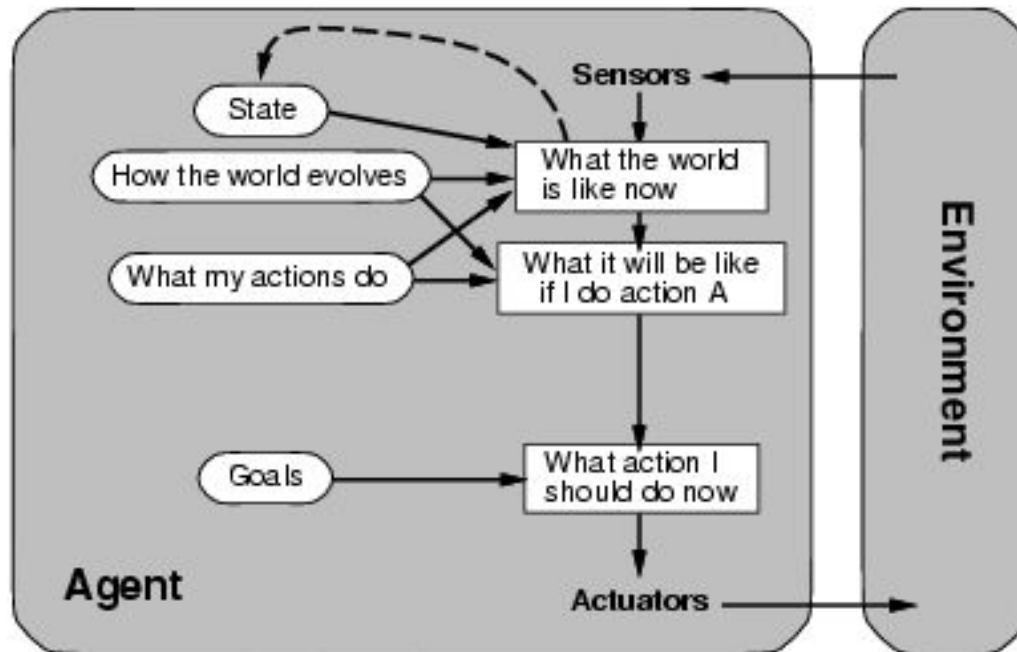 Sensors
State
What the world
is like now
How the world evolves
What my actions do
What it will be like
if I do action A
Goals
What action I
should do now
Agent
Actuators
Environment